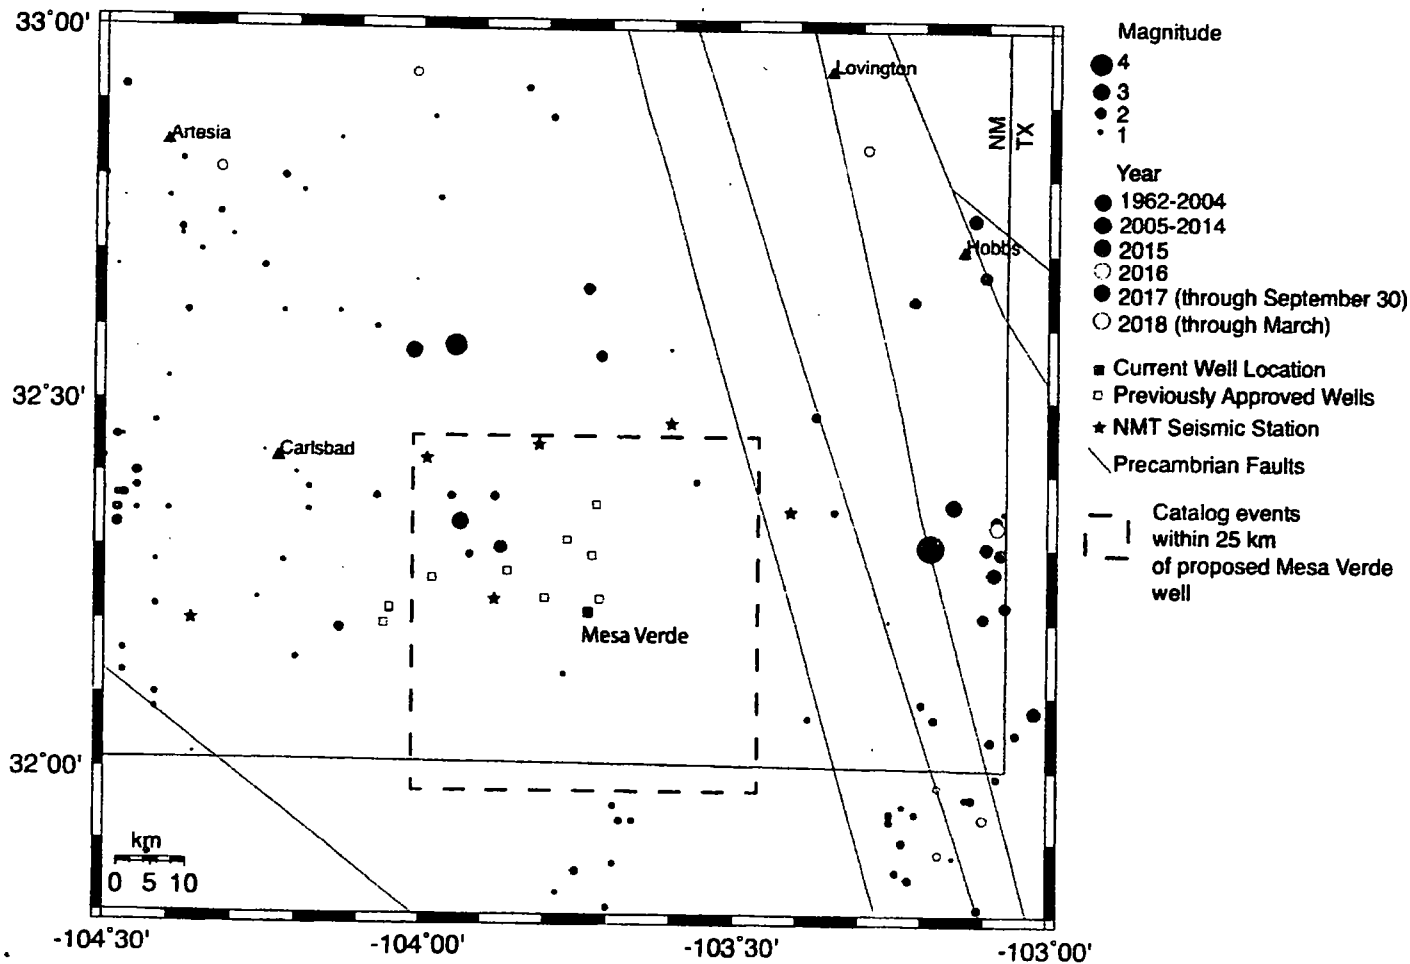 33°00'
32°30'
32°00'
-104°30'
-104°00'
-103°30'
-103°00'
Artesia
Lovington
NM
TX
Hobbs
Carlsbad
Mesa Verde
km
0 5 10
Magnitude
4
3
2
1
Year
1962-2004
2005-2014
2015
2016
2017 (through September 30)
2018 (through March)
Current Well Location
Previously Approved Wells
NMT Seismic Station
Precambrian Faults
Catalog events
within 25 km
of proposed Mesa Verde
well